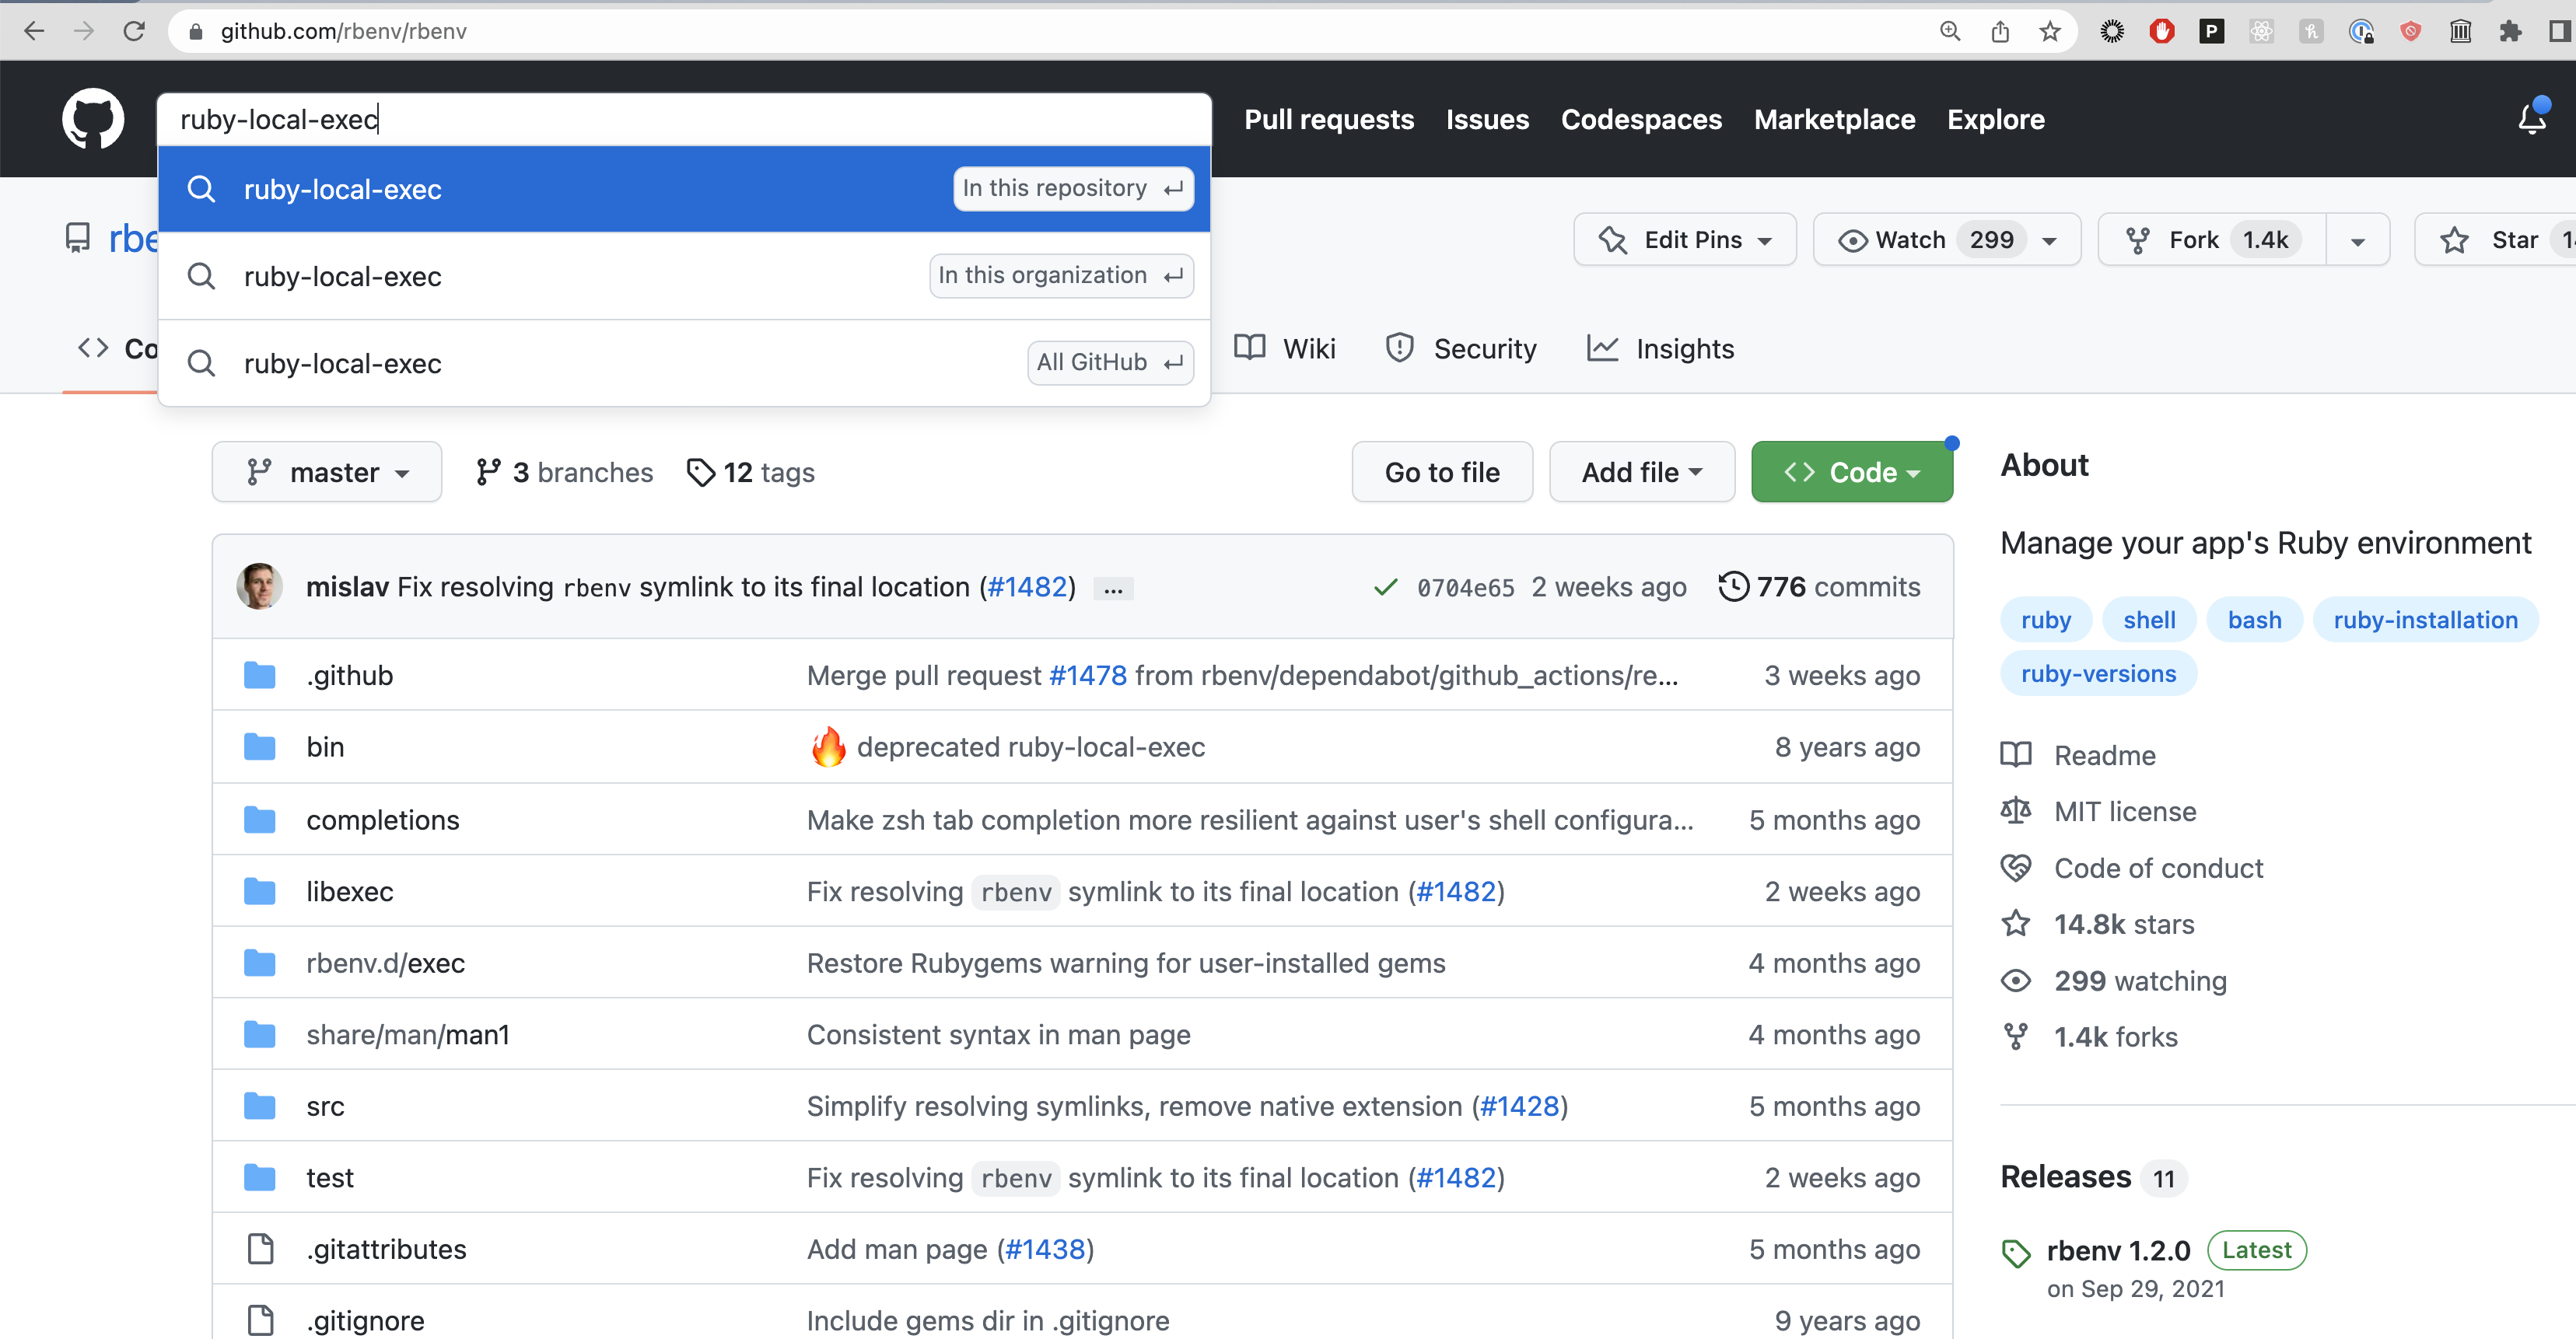 github.com/rbenv/rbenv
ruby-local-exec
Pull requests Issues Codespaces Marketplace Explore
ruby-local-exec In this repository
ruby-local-exec In this organization
ruby-local-exec All GitHub
rbe
Edit Pins Watch 299 Fork 1.4k Star
Co Wiki Security Insights
master 3 branches 12 tags Go to file Add file Code
mislav Fix resolving rbenv symlink to its final location (#1482) ... 0704e65 2 weeks ago 776 commits
.github Merge pull request #1478 from rbenv/dependabot/github_actions/re... 3 weeks ago
bin 🔥 deprecated ruby-local-exec 8 years ago
completions Make zsh tab completion more resilient against user's shell configura... 5 months ago
libexec Fix resolving rbenv symlink to its final location (#1482) 2 weeks ago
rbenv.d/exec Restore Rubygems warning for user-installed gems 4 months ago
share/man/man1 Consistent syntax in man page 4 months ago
src Simplify resolving symlinks, remove native extension (#1428) 5 months ago
test Fix resolving rbenv symlink to its final location (#1482) 2 weeks ago
.gitattributes Add man page (#1438) 5 months ago
.gitignore Include gems dir in .gitignore 9 years ago
About
Manage your app's Ruby environment
ruby shell bash ruby-installation
ruby-versions
Readme
MIT license
Code of conduct
14.8k stars
299 watching
1.4k forks
Releases 11
rbenv 1.2.0 Latest
on Sep 29, 2021